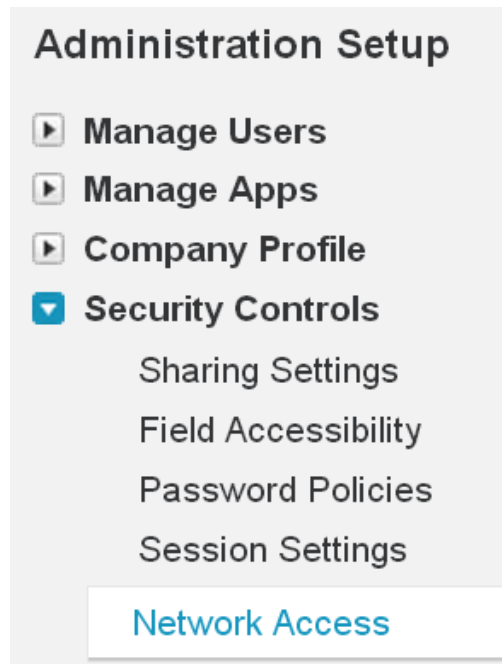 Administration Setup
Manage Users
Manage Apps
Company Profile
Security Controls
Sharing Settings
Field Accessibility
Password Policies
Session Settings
Network Access